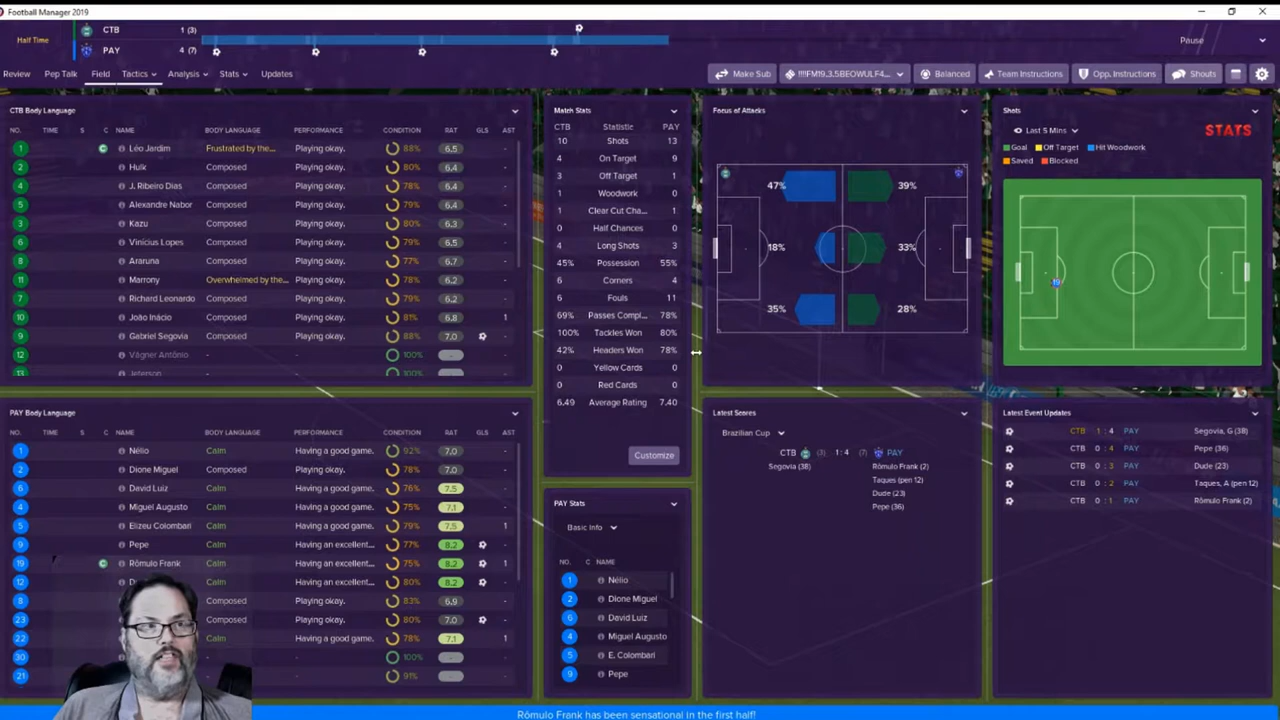 Football Manager 2019
Half Time
CTB 1 (3)
PAY 4 (7)
Pause
Review Pep Talk Field Tactics Analysis Stats Updates
Make Sub !!!!FM19.3.5BEOWULF4... Balanced Team Instructions Opp. Instructions Shouts
CTB Body Language
NO. TIME S C NAME BODY LANGUAGE PERFORMANCE CONDITION RAT GLS AST
1 C Léo Jardim Frustrated by the... Playing okay. 88% 6.5 -
2 Hulk Composed Playing okay. 80% 6.4 -
4 J. Ribeiro Dias Composed Playing okay. 78% 6.4 -
5 Alexandre Nabor Composed Playing okay. 79% 6.4 -
3 Kazu Composed Playing okay. 80% 6.3 -
6 Vinícius Lopes Composed Playing okay. 79% 6.5 -
8 Araruna Composed Playing okay. 77% 6.7 -
11 Marrony Overwhelmed by the... Playing okay. 78% 6.2 -
7 Richard Leonardo Composed Playing okay. 79% 6.2 -
10 João Inácio Composed Playing okay. 81% 6.8 1
9 Gabriel Segovia Composed Playing okay. 88% 7.0 -
12 Vágner Antônio - - 100% - -
13 Jeferson - - 100% - -
Match Stats
CTB Statistic PAY
10 Shots 13
4 On Target 9
3 Off Target 1
1 Woodwork 0
1 Clear Cut Cha... 1
0 Half Chances 0
4 Long Shots 3
45% Possession 55%
6 Corners 4
6 Fouls 11
69% Passes Compl... 78%
100% Tackles Won 80%
42% Headers Won 78%
0 Yellow Cards 0
0 Red Cards 0
6.49 Average Rating 7.40
Customize
Focus of Attacks
47% 39%
18% 33%
35% 28%
Shots
Last 5 Mins
STATS
Goal Off Target Hit Woodwork
Saved Blocked
19
PAY Body Language
NO. TIME S C NAME BODY LANGUAGE PERFORMANCE CONDITION RAT GLS AST
1 Nélio Calm Having a good game. 92% 7.0 -
2 Dione Miguel Composed Playing okay. 78% 7.0 -
6 David Luiz Calm Having a good game. 76% 7.5 -
4 Miguel Augusto Calm Having a good game. 75% 7.1 -
5 Elizeu Colombari Calm Having a good game. 79% 7.5 1
9 Pepe Calm Having an excellent... 77% 8.2 -
19 C Rômulo Frank Calm Having an excellent... 75% 8.2 -
12 Calm Having an excellent... 80% 8.2 -
8 Composed Playing okay. 83% 6.9 -
23 Composed Playing okay. 80% 7.0 -
22 Calm Having a good game. 78% 7.1 1
30 - - 100% - -
21 - - 91% - -
PAY Stats
Basic Info
NO. C NAME
1 Nélio
2 Dione Miguel
6 David Luiz
4 Miguel Augusto
5 E. Colombari
9 Pepe
Latest Scores
Brazilian Cup
CTB (3) 1:4 (7) PAY
Segovia (38) Rômulo Frank (2)
Taques (pen 12)
Dude (23)
Pepe (36)
Latest Event Updates
CTB 1 : 4 PAY Segovia, G (38)
CTB 0 : 4 PAY Pepe (36)
CTB 0 : 3 PAY Dude (23)
CTB 0 : 2 PAY Taques, A (pen 12)
CTB 0 : 1 PAY Rômulo Frank (2)
Rômulo Frank has been sensational in the first half!